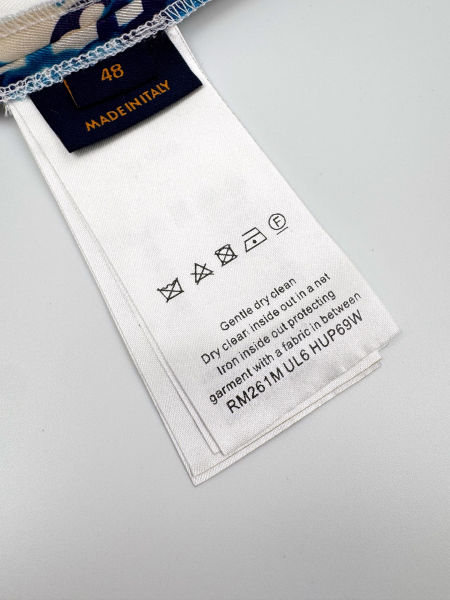 48
MADE IN ITALY
F
Gentle dry clean
Dry clean inside out in a net
Iron inside out protecting
garment with a fabric in between
RM261M UL6 HUP69W